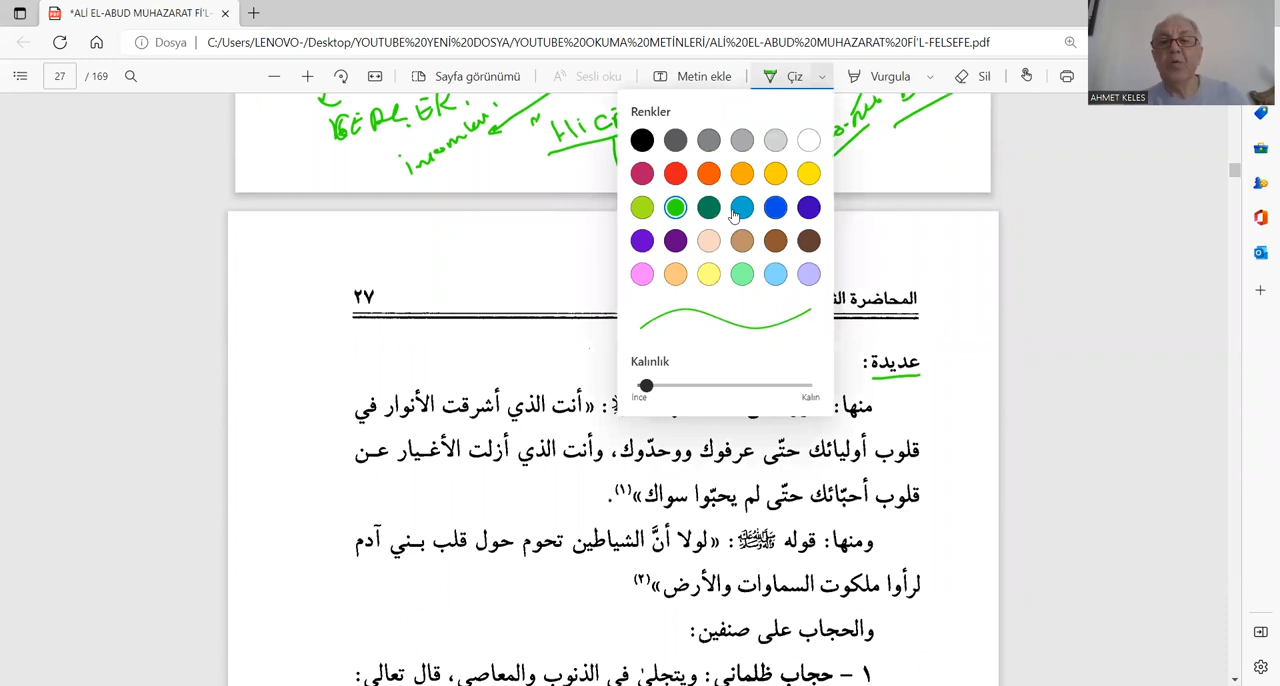 *ALİ EL-ABUD MUHAZARAT Fİ'L-
Dosya
C:/Users/LENOVO-/Desktop/YOUTUBE%20YENİ%20DOSYA/YOUTUBE%20OKUMA%20METİNLERİ/ALİ%20EL-ABUD%20MUHAZARAT%20Fİ'L-FELSEFE.pdf
27 / 169
Sayfa görünümü
Sesli oku
Metin ekle
Çiz
Vurgula
Sil
AHMET KELES
Renkler
Kalınlık
İnce Kalın
المحاضرة ٢٧
عديدة:
منها: : «أنت الذي أشرقت الأنوار في
قلوب أوليائك حتّى عرفوك ووحدّوك، وأنت الذي أزلت الأغيار عن
قلوب أحبّائك حتّى لم يحبّوا سواك»(١).
ومنها: قوله ﷺ: «لولا أنَّ الشياطين تحوم حول قلب بني آدم
لرأوا ملكوت السماوات والأرض»(٢)
والحجاب على صنفين:
١ – حجاب ظلماني: ويتجلىٰ في الذنوب والمعاصي، قال تعالى: